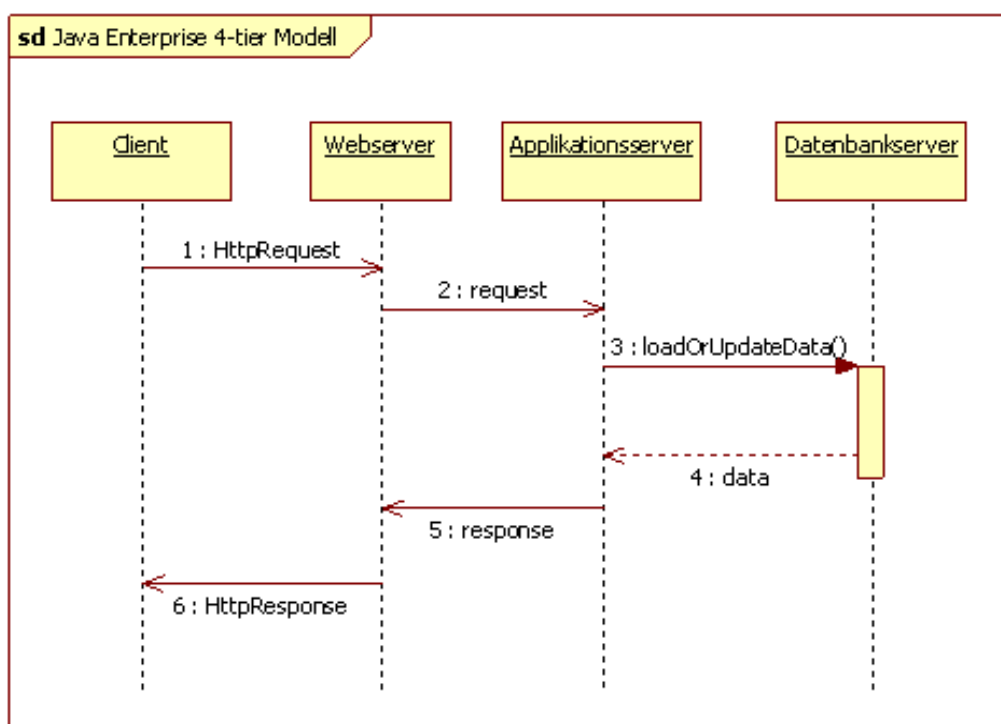 sd Java Enterprise 4-tier Modell
Client
Webserver
Applikationsserver
Datenbankserver
1 : HttpRequest
2 : request
3 : loadOrUpdateData()
4 : data
5 : response
6 : HttpResponse